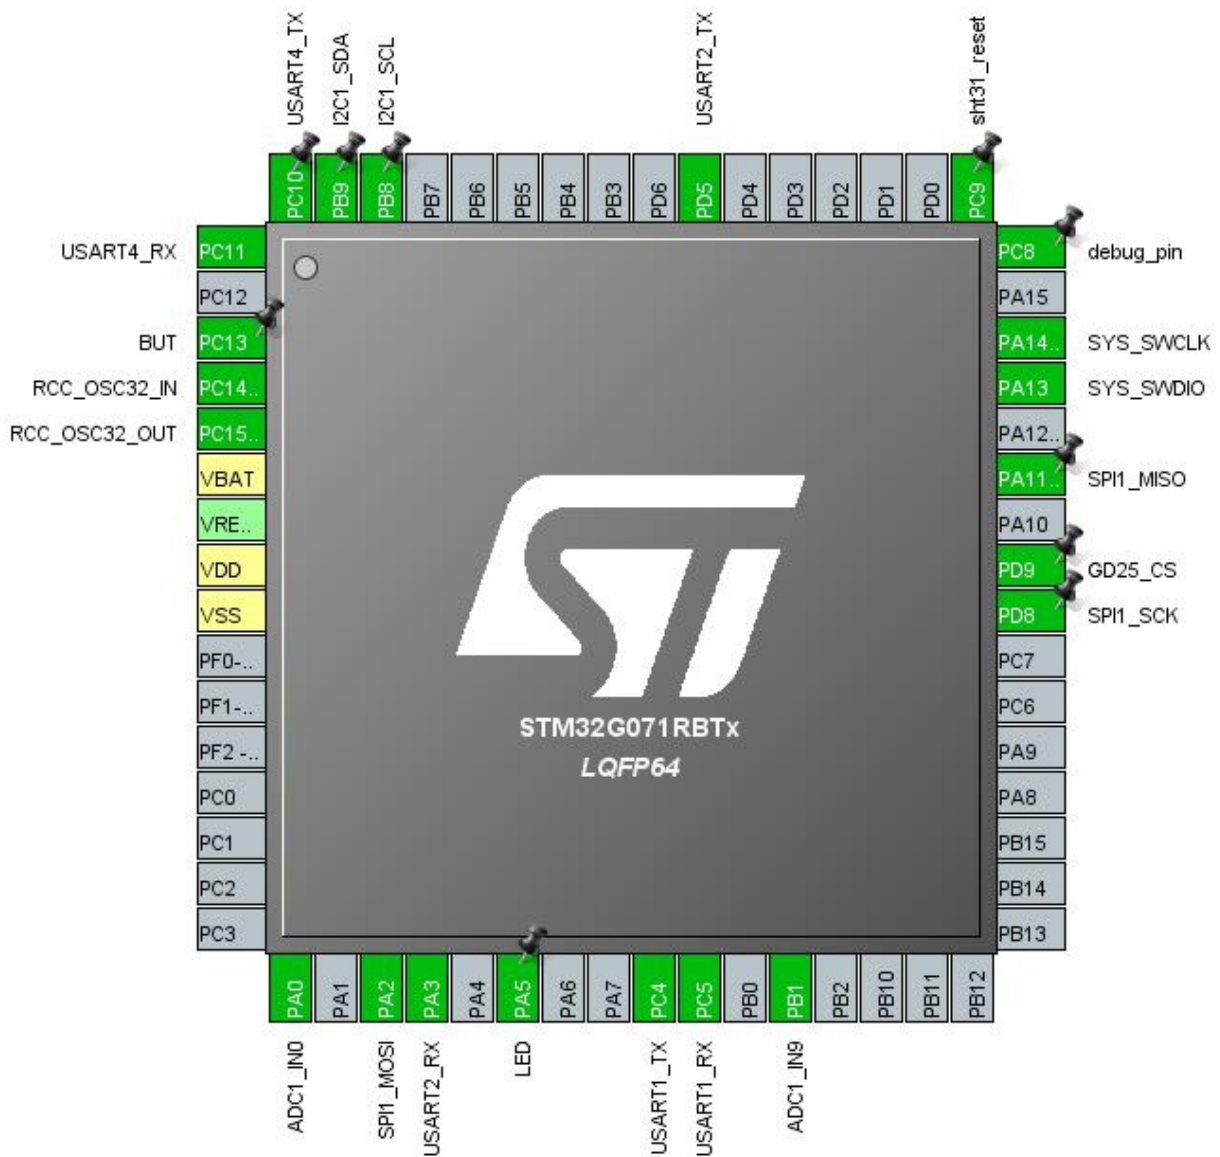 USART4_TX
I2C1_SDA
I2C1_SCL
USART2_TX
sht31_reset
PC10
PB9
PB8
PB7
PB6
PB5
PB4
PB3
PD6
PD5
PD4
PD3
PD2
PD1
PD0
PC9
USART4_RX PC11
PC12
BUT PC13
RCC_OSC32_IN PC14..
RCC_OSC32_OUT PC15..
VBAT
VRE..
VDD
VSS
PF0-..
PF1-..
PF2 -..
PC0
PC1
PC2
PC3
ST
STM32G071RBTx
LQFP64
PC8 debug_pin
PA15
PA14.. SYS_SWCLK
PA13 SYS_SWDIO
PA12..
PA11.. SPI1_MISO
PA10
PD9 GD25_CS
PD8 SPI1_SCK
PC7
PC6
PA9
PA8
PB15
PB14
PB13
PA0
PA1
PA2
PA3
PA4
PA5
PA6
PA7
PC4
PC5
PB0
PB1
PB2
PB10
PB11
PB12
ADC1_IN0
SPI1_MOSI
USART2_RX
LED
USART1_TX
USART1_RX
ADC1_IN9